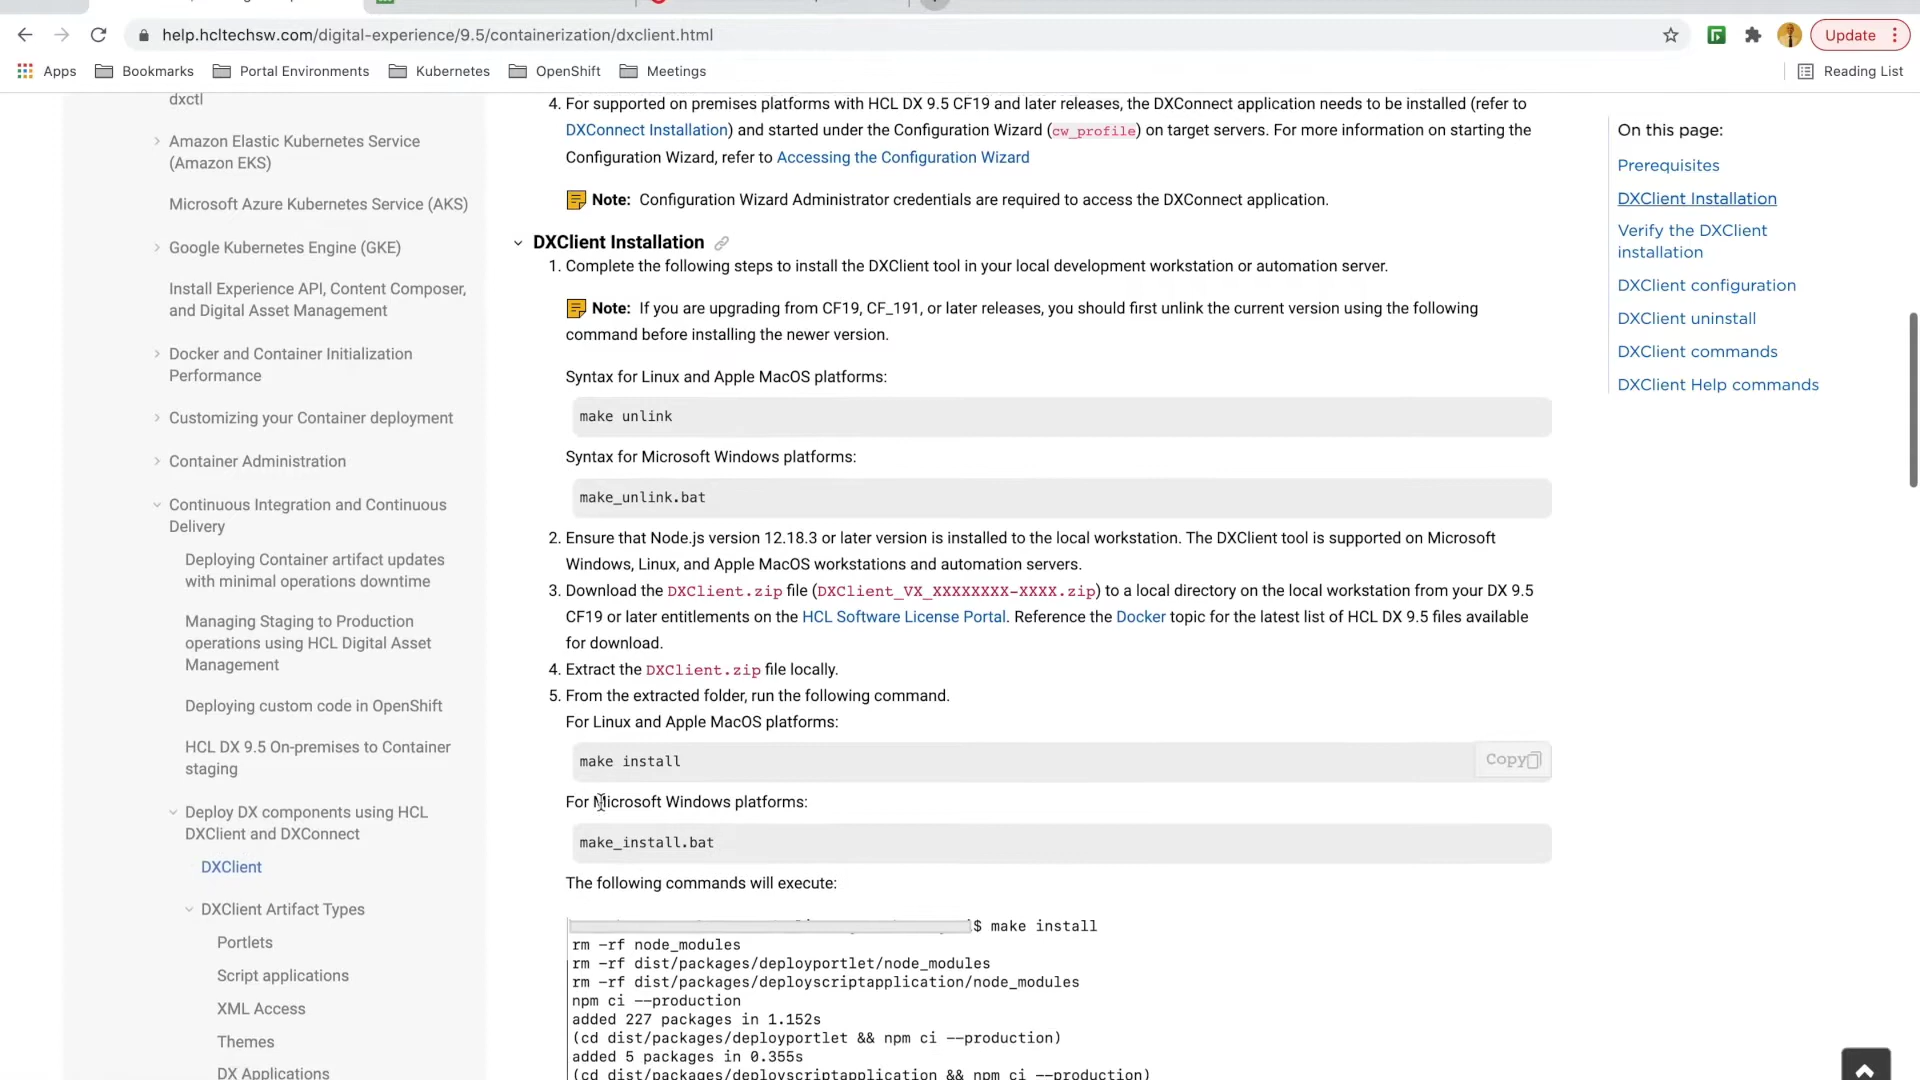 help.hcltechsw.com/digital-experience/9.5/containerization/dxclient.html
Update
Apps
Bookmarks
Portal Environments
Kubernetes
OpenShift
Meetings
Reading List
dxctl
Amazon Elastic Kubernetes Service
(Amazon EKS)
Microsoft Azure Kubernetes Service (AKS)
Google Kubernetes Engine (GKE)
Install Experience API, Content Composer,
and Digital Asset Management
Docker and Container Initialization
Performance
Customizing your Container deployment
Container Administration
Continuous Integration and Continuous
Delivery
Deploying Container artifact updates
with minimal operations downtime
Managing Staging to Production
operations using HCL Digital Asset
Management
Deploying custom code in OpenShift
HCL DX 9.5 On-premises to Container
staging
Deploy DX components using HCL
DXClient and DXConnect
DXClient
DXClient Artifact Types
Portlets
Script applications
XML Access
Themes
DX Applications
4. For supported on premises platforms with HCL DX 9.5 CF19 and later releases, the DXConnect application needs to be installed (refer to
DXConnect Installation) and started under the Configuration Wizard (cw_profile) on target servers. For more information on starting the
Configuration Wizard, refer to Accessing the Configuration Wizard
Note: Configuration Wizard Administrator credentials are required to access the DXConnect application.
DXClient Installation
1. Complete the following steps to install the DXClient tool in your local development workstation or automation server.
Note: If you are upgrading from CF19, CF_191, or later releases, you should first unlink the current version using the following
command before installing the newer version.
Syntax for Linux and Apple MacOS platforms:
make unlink
Syntax for Microsoft Windows platforms:
make_unlink.bat
2. Ensure that Node.js version 12.18.3 or later version is installed to the local workstation. The DXClient tool is supported on Microsoft
Windows, Linux, and Apple MacOS workstations and automation servers.
3. Download the DXClient.zip file (DXClient_VX_XXXXXXXX-XXXX.zip) to a local directory on the local workstation from your DX 9.5
CF19 or later entitlements on the HCL Software License Portal. Reference the Docker topic for the latest list of HCL DX 9.5 files available
for download.
4. Extract the DXClient.zip file locally.
5. From the extracted folder, run the following command.
For Linux and Apple MacOS platforms:
make install
Copy
For Microsoft Windows platforms:
make_install.bat
The following commands will execute:
$ make install
rm -rf node_modules
rm -rf dist/packages/deployportlet/node_modules
rm -rf dist/packages/deployscriptapplication/node_modules
npm ci --production
added 227 packages in 1.152s
(cd dist/packages/deployportlet && npm ci --production)
added 5 packages in 0.355s
(cd dist/packages/deployscriptapplication && npm ci --production)
On this page:
Prerequisites
DXClient Installation
Verify the DXClient
installation
DXClient configuration
DXClient uninstall
DXClient commands
DXClient Help commands